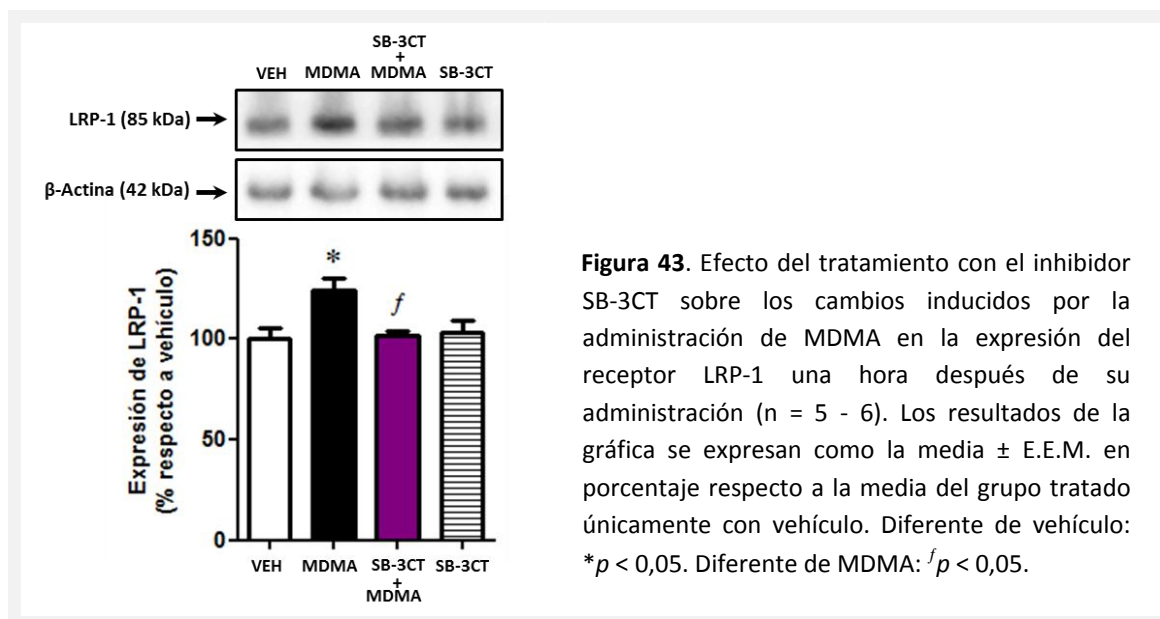 SB-3CT
+
VEH MDMA MDMA SB-3CT
LRP-1 (85 kDa)
β-Actina (42 kDa)
Expresión de LRP-1
(% respecto a vehículo)
150
100
50
0
*
f
VEH MDMA SB-3CT SB-3CT
+
MDMA
Figura 43. Efecto del tratamiento con el inhibidor
SB-3CT sobre los cambios inducidos por la
administración de MDMA en la expresión del
receptor LRP-1 una hora después de su
administración (n = 5 - 6). Los resultados de la
gráfica se expresan como la media ± E.E.M. en
porcentaje respecto a la media del grupo tratado
únicamente con vehículo. Diferente de vehículo:
*p < 0,05. Diferente de MDMA: ᶠp < 0,05.